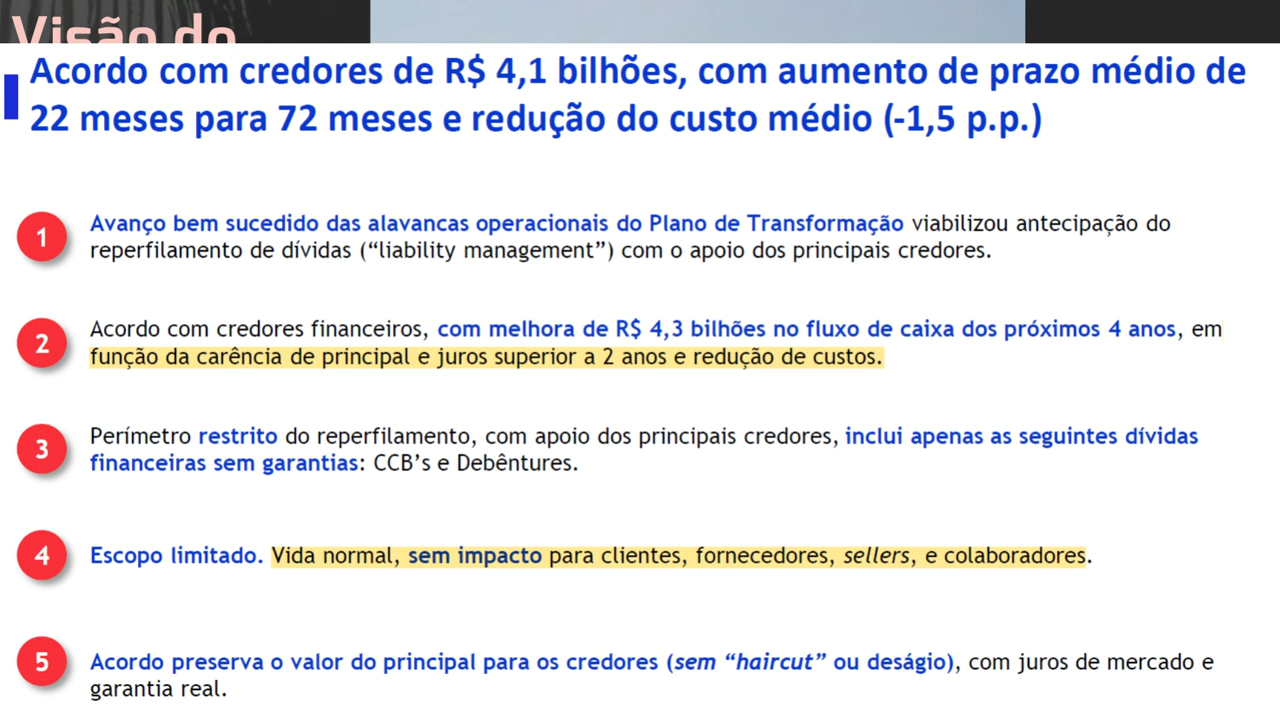 Visão do
Acordo com credores de R$ 4,1 bilhões, com aumento de prazo médio de
22 meses para 72 meses e redução do custo médio (-1,5 p.p.)
1
Avanço bem sucedido das alavancas operacionais do Plano de Transformação viabilizou antecipação do
reperfilamento de dívidas (“liability management”) com o apoio dos principais credores.
2
Acordo com credores financeiros, com melhora de R$ 4,3 bilhões no fluxo de caixa dos próximos 4 anos, em
função da carência de principal e juros superior a 2 anos e redução de custos.
3
Perímetro restrito do reperfilamento, com apoio dos principais credores, inclui apenas as seguintes dívidas
financeiras sem garantias: CCB’s e Debêntures.
4
Escopo limitado. Vida normal, sem impacto para clientes, fornecedores, sellers, e colaboradores.
5
Acordo preserva o valor do principal para os credores (sem “haircut” ou deságio), com juros de mercado e
garantia real.